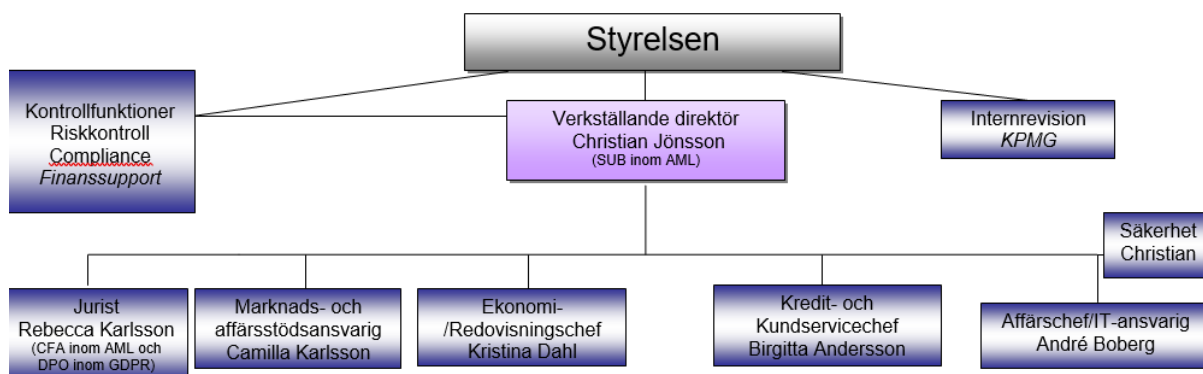 Styrelsen
Kontrollfunktioner
Riskkontroll
Compliance
Finanssupport
Verkställande direktör
Christian Jönsson
(SUB inom AML)
Internrevision
KPMG
Säkerhet
Christian
Jurist
Rebecca Karlsson
(CFA inom AML och
DPO inom GDPR)
Marknads- och
affärsstödsansvarig
Camilla Karlsson
Ekonomi-
/Redovisningschef
Kristina Dahl
Kredit- och
Kundservicechef
Birgitta Andersson
Affärschef/IT-ansvarig
André Boberg